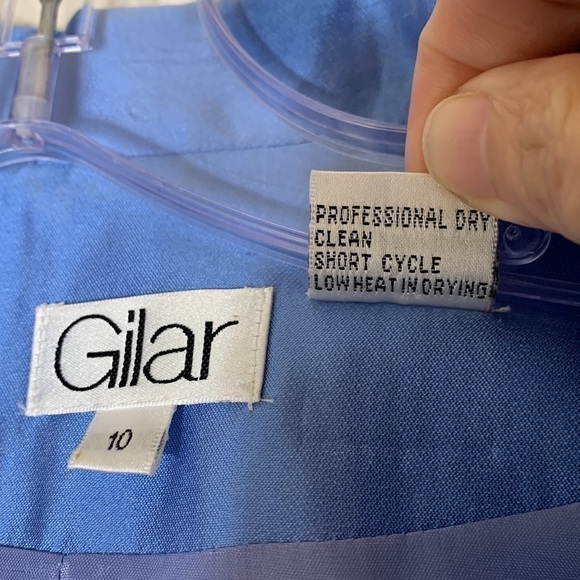 PROFESSIONAL DRY
CLEAN
SHORT CYCLE
LOW HEAT IN DRYING
Gilar
10